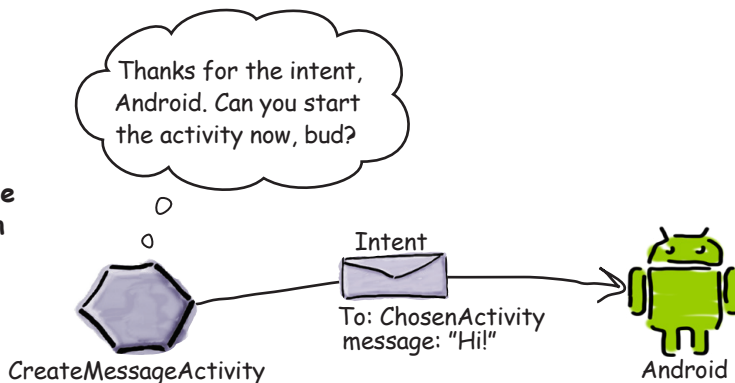 Thanks for the intent,
Android. Can you start
the activity now, bud?
Intent
To: ChosenActivity
message: "Hi!"
CreateMessageActivity
Android